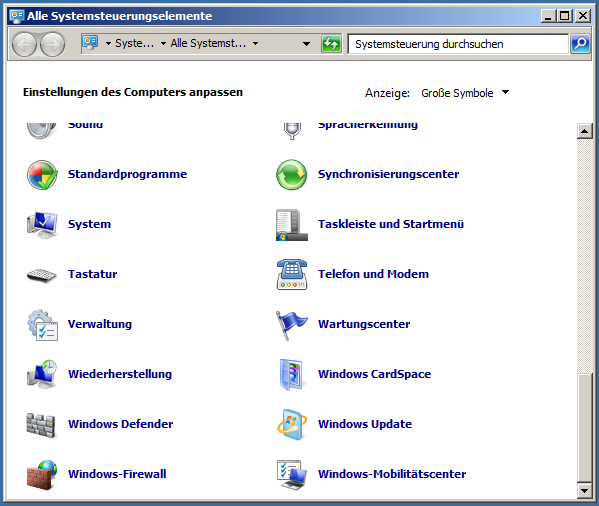 Alle Systemsteuerungselemente
Syste... Alle Systemst... Systemsteuerung durchsuchen
Einstellungen des Computers anpassen Anzeige: Große Symbole
Sound Spracherkennung
Standardprogramme Synchronisierungscenter
System Taskleiste und Startmenü
Tastatur Telefon und Modem
Verwaltung Wartungscenter
Wiederherstellung Windows CardSpace
Windows Defender Windows Update
Windows-Firewall Windows-Mobilitätscenter